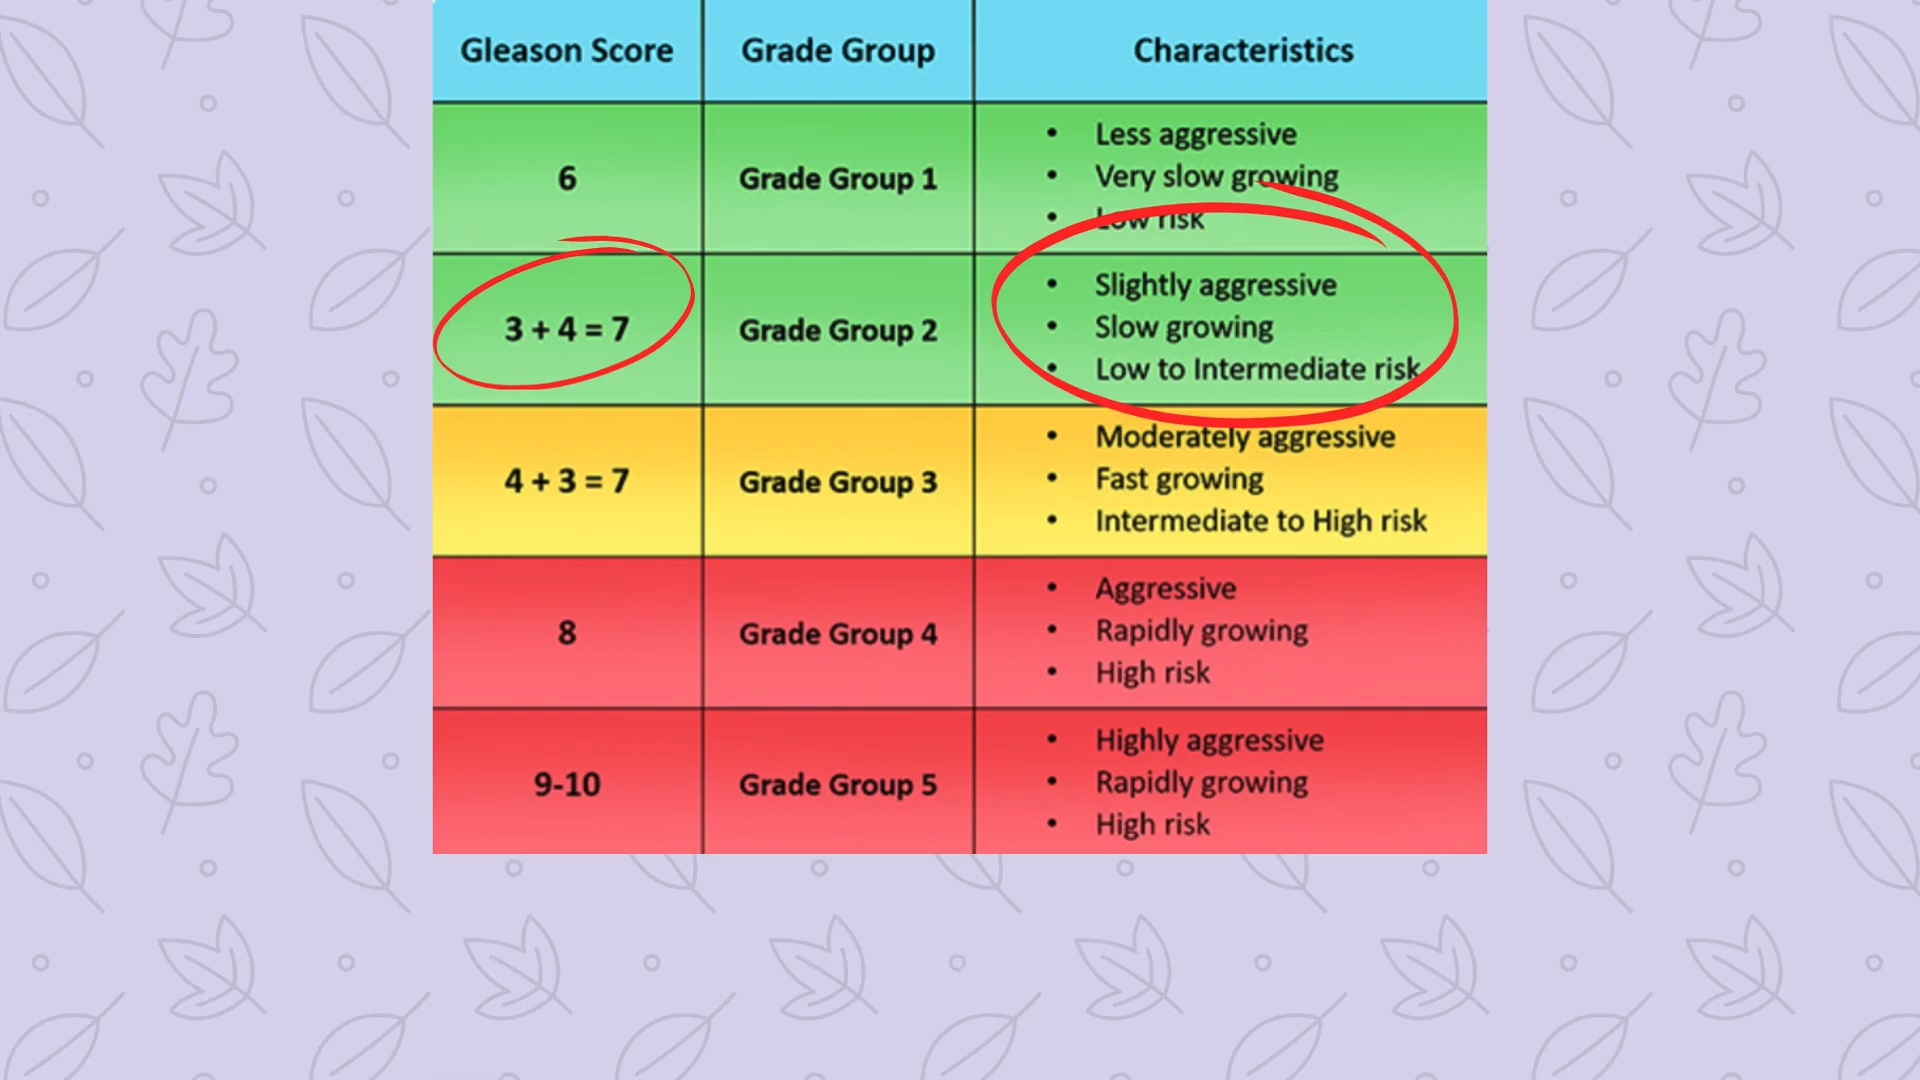 Gleason Score Grade Group Characteristics
6 Grade Group 1
• Less aggressive
• Very slow growing
• Low risk
3 + 4 = 7 Grade Group 2
• Slightly aggressive
• Slow growing
• Low to Intermediate risk
4 + 3 = 7 Grade Group 3
• Moderately aggressive
• Fast growing
• Intermediate to High risk
8 Grade Group 4
• Aggressive
• Rapidly growing
• High risk
9-10 Grade Group 5
• Highly aggressive
• Rapidly growing
• High risk